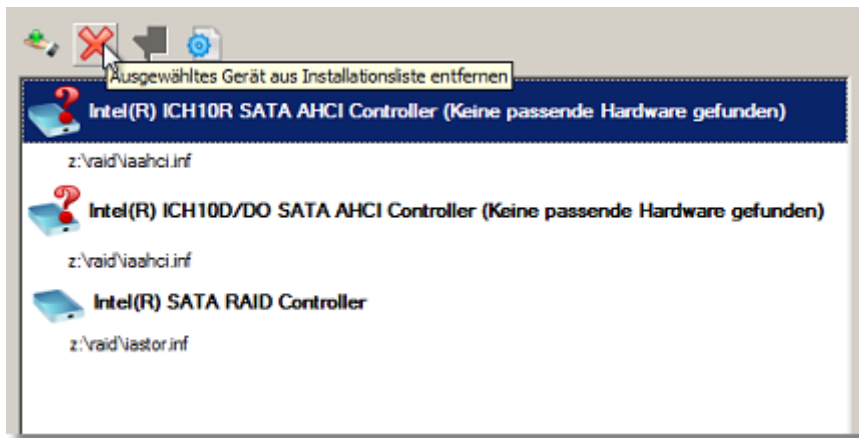 Ausgewähltes Gerät aus Installationsliste entfernen
Intel(R) ICH10R SATA AHCI Controller (Keine passende Hardware gefunden)
z:\raid\iaahci.inf
Intel(R) ICH10D/DO SATA AHCI Controller (Keine passende Hardware gefunden)
z:\raid\iaahci.inf
Intel(R) SATA RAID Controller
z:\raid\iastor.inf